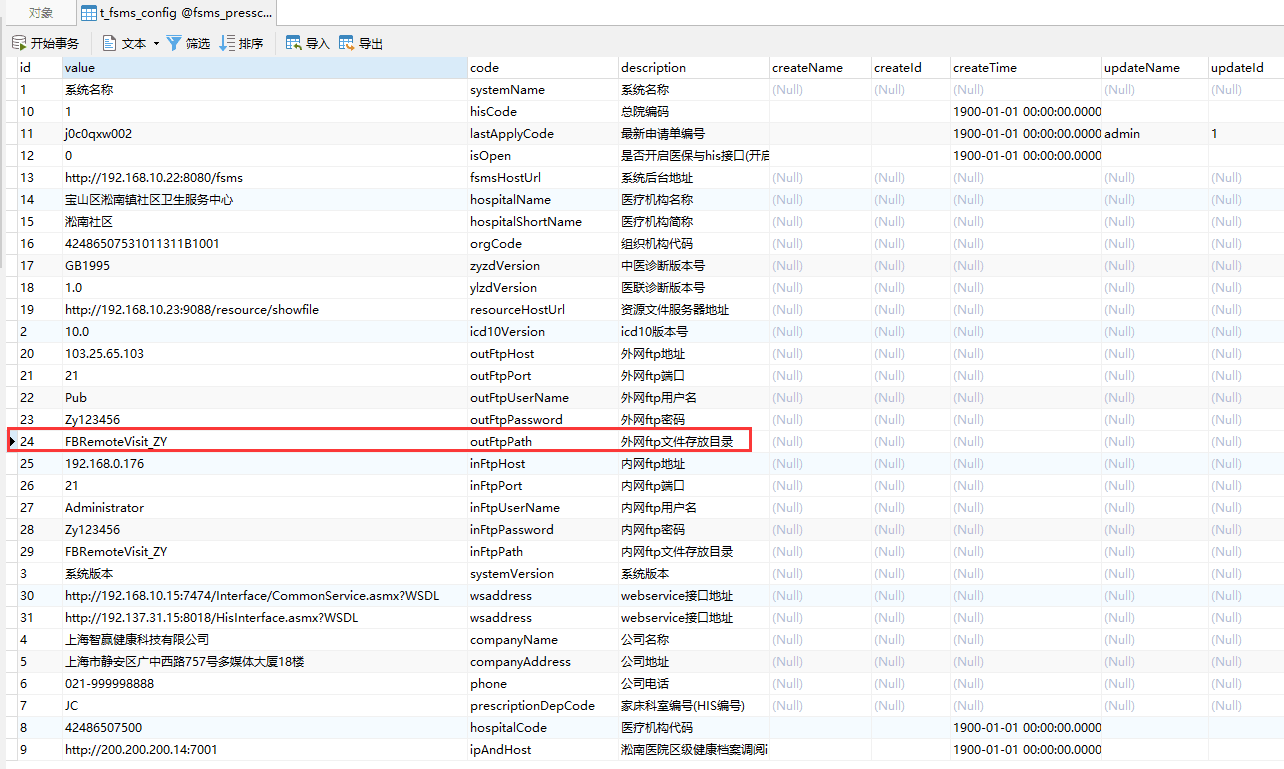 对象 t_fsms_config @fsms_pressc...
开始事务 文本 筛选 排序 导入 导出
id value code description createName createId createTime updateName updateId
1 系统名称 systemName 系统名称 (Null) (Null) (Null) (Null) (Null)
10 1 hisCode 总院编码 1900-01-01 00:00:00.0000
11 j0c0qxw002 lastApplyCode 最新申请单编号 1900-01-01 00:00:00.0000 admin 1
12 0 isOpen 是否开启医保与his接口(开启 1900-01-01 00:00:00.0000
13 http://192.168.10.22:8080/fsms fsmsHostUrl 系统后台地址 (Null) (Null) (Null) (Null) (Null)
14 宝山区淞南镇社区卫生服务中心 hospitalName 医疗机构名称 (Null) (Null) (Null) (Null) (Null)
15 淞南社区 hospitalShortName 医疗机构简称 (Null) (Null) (Null) (Null) (Null)
16 42486507531011311B1001 orgCode 组织机构代码 (Null) (Null) (Null) (Null) (Null)
17 GB1995 zyzdVersion 中医诊断版本号 (Null) (Null) (Null) (Null) (Null)
18 1.0 ylzdVersion 医联诊断版本号 (Null) (Null) (Null) (Null) (Null)
19 http://192.168.10.23:9088/resource/showfile resourceHostUrl 资源文件服务器地址 (Null) (Null) (Null) (Null) (Null)
2 10.0 icd10Version icd10版本号 (Null) (Null) (Null) (Null) (Null)
20 103.25.65.103 outFtpHost 外网ftp地址 (Null) (Null) (Null) (Null) (Null)
21 21 outFtpPort 外网ftp端口 (Null) (Null) (Null) (Null) (Null)
22 Pub outFtpUserName 外网ftp用户名 (Null) (Null) (Null) (Null) (Null)
23 Zy123456 outFtpPassword 外网ftp密码 (Null) (Null) (Null) (Null) (Null)
24 FBRemoteVisit_ZY outFtpPath 外网ftp文件存放目录 (Null) (Null) (Null) (Null) (Null)
25 192.168.0.176 inFtpHost 内网ftp地址 (Null) (Null) (Null) (Null) (Null)
26 21 inFtpPort 内网ftp端口 (Null) (Null) (Null) (Null) (Null)
27 Administrator inFtpUserName 内网ftp用户名 (Null) (Null) (Null) (Null) (Null)
28 Zy123456 inFtpPassword 内网ftp密码 (Null) (Null) (Null) (Null) (Null)
29 FBRemoteVisit_ZY inFtpPath 内网ftp文件存放目录 (Null) (Null) (Null) (Null) (Null)
3 系统版本 systemVersion 系统版本 (Null) (Null) (Null) (Null) (Null)
30 http://192.168.10.15:7474/Interface/CommonService.asmx?WSDL wsaddress webservice接口地址 (Null) (Null) (Null) (Null) (Null)
31 http://192.137.31.15:8018/HisInterface.asmx?WSDL wsaddress webservice接口地址 (Null) (Null) (Null) (Null) (Null)
4 上海智赢健康科技有限公司 companyName 公司名称 (Null) (Null) (Null) (Null) (Null)
5 上海市静安区广中西路757号多媒体大厦18楼 companyAddress 公司地址 (Null) (Null) (Null) (Null) (Null)
6 021-999998888 phone 公司电话 (Null) (Null) (Null) (Null) (Null)
7 JC prescriptionDepCode 家床科室编号(HIS编号) (Null) (Null) (Null) (Null) (Null)
8 42486507500 hospitalCode 医疗机构代码 1900-01-01 00:00:00.0000
9 http://200.200.200.14:7001 ipAndHost 淞南医院区级健康档案调阅i 1900-01-01 00:00:00.0000